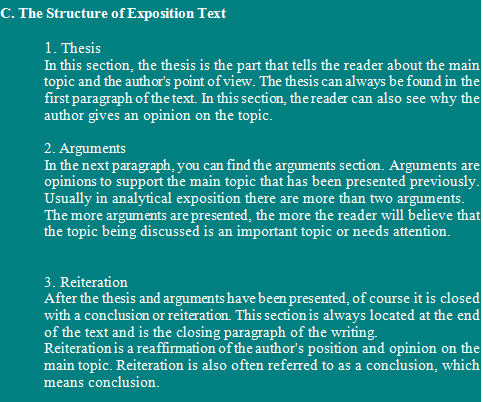 C. The Structure of Exposition Text
1. Thesis
In this section, the thesis is the part that tells the reader about the main
topic and the author's point of view. The thesis can always be found in the
first paragraph of the text. In this section, the reader can also see why the
author gives an opinion on the topic.
2. Arguments
In the next paragraph, you can find the arguments section. Arguments are
opinions to support the main topic that has been presented previously.
Usually in analytical exposition there are more than two arguments.
The more arguments are presented, the more the reader will believe that
the topic being discussed is an important topic or needs attention.
3. Reiteration
After the thesis and arguments have been presented, of course it is closed
with a conclusion or reiteration. This section is always located at the end
of the text and is the closing paragraph of the writing.
Reiteration is a reaffirmation of the author's position and opinion on the
main topic. Reiteration is also often referred to as a conclusion, which
means conclusion.